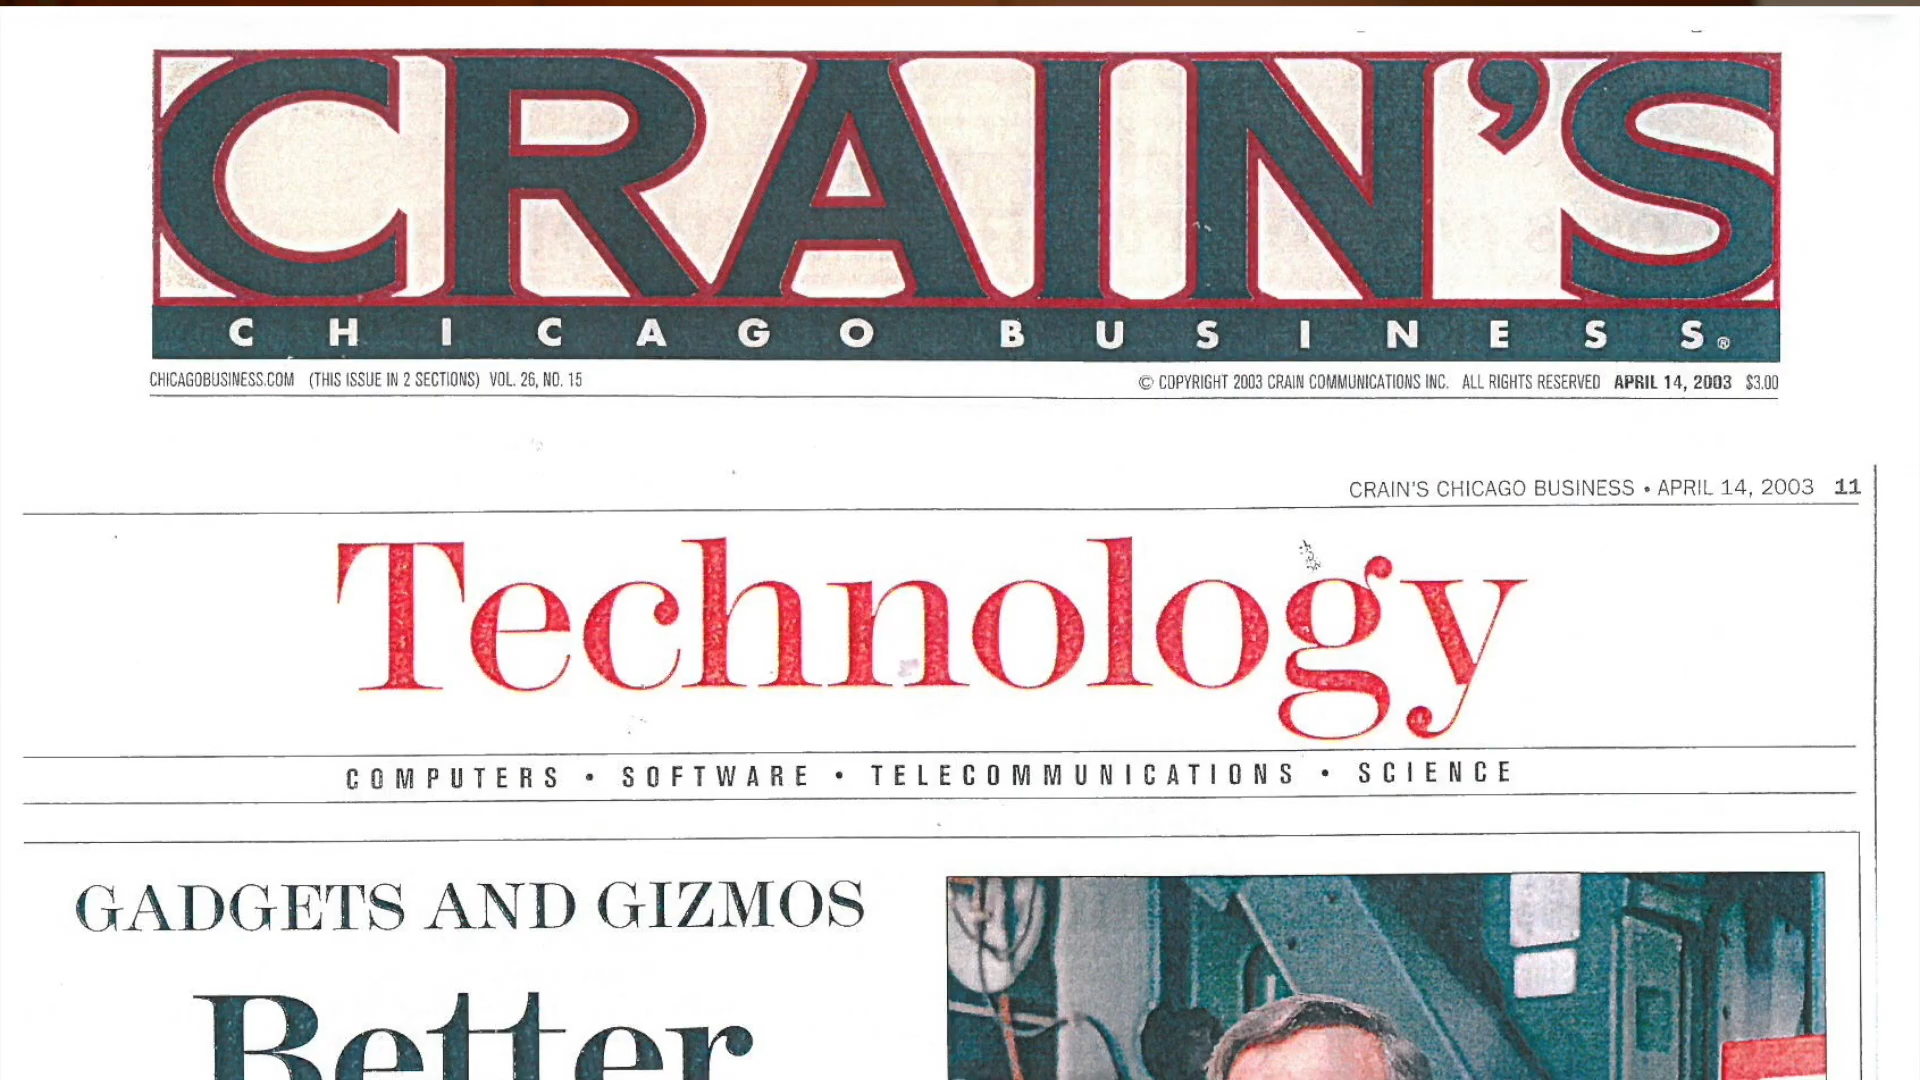 CRAIN'S
CHICAGO BUSINESS®
CHICAGOBUSINESS.COM (THIS ISSUE IN 2 SECTIONS) VOL. 26, NO. 15
© COPYRIGHT 2003 CRAIN COMMUNICATIONS INC. ALL RIGHTS RESERVED APRIL 14, 2003 $3.00
CRAIN'S CHICAGO BUSINESS • APRIL 14, 2003 11
Technology
COMPUTERS • SOFTWARE • TELECOMMUNICATIONS • SCIENCE
GADGETS AND GIZMOS
Better